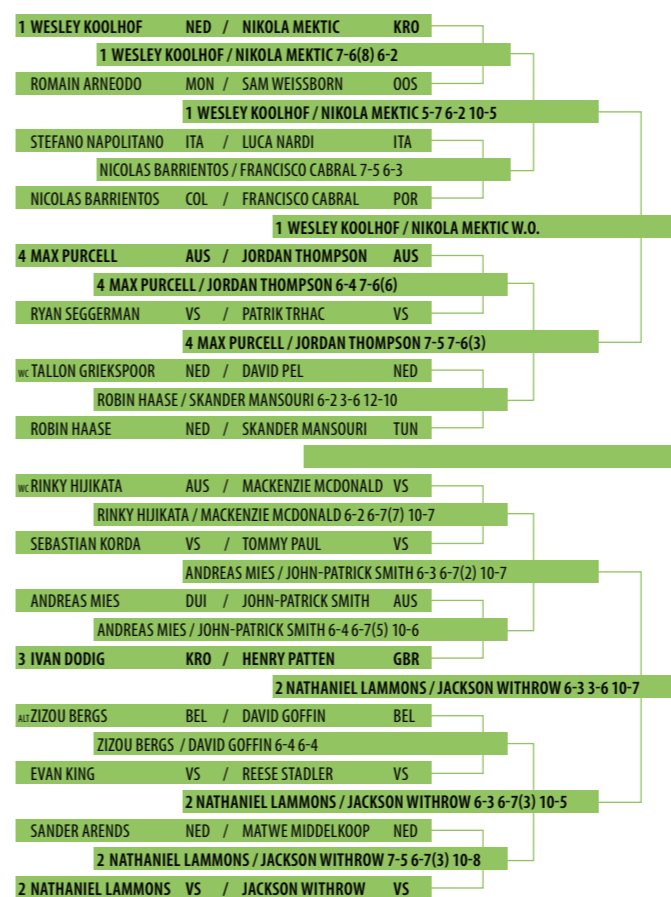 1 WESLEY KOOLHOF NED / NIKOLA MEKTIC KRO
1 WESLEY KOOLHOF / NIKOLA MEKTIC 7-6(8) 6-2
ROMAIN ARNEODO MON / SAM WEISSBORN OOS
1 WESLEY KOOLHOF / NIKOLA MEKTIC 5-7 6-2 10-5
STEFANO NAPOLITANO ITA / LUCA NARDI ITA
NICOLAS BARRIENTOS / FRANCISCO CABRAL 7-5 6-3
NICOLAS BARRIENTOS COL / FRANCISCO CABRAL POR
1 WESLEY KOOLHOF / NIKOLA MEKTIC W.O.
4 MAX PURCELL AUS / JORDAN THOMPSON AUS
4 MAX PURCELL / JORDAN THOMPSON 6-4 7-6(6)
RYAN SEGGERMAN VS / PATRIK TRHAC VS
4 MAX PURCELL / JORDAN THOMPSON 7-5 7-6(3)
WC TALLON GRIEKSPOOR NED / DAVID PEL NED
ROBIN HAASE / SKANDER MANSOURI 6-2 3-6 12-10
ROBIN HAASE NED / SKANDER MANSOURI TUN
WC RINKY HIJIKATA AUS / MACKENZIE MCDONALD VS
RINKY HIJIKATA / MACKENZIE MCDONALD 6-2 6-7(7) 10-7
SEBASTIAN KORDA VS / TOMMY PAUL VS
ANDREAS MIES / JOHN-PATRICK SMITH 6-3 6-7(2) 10-7
ANDREAS MIES DUI / JOHN-PATRICK SMITH AUS
ANDREAS MIES / JOHN-PATRICK SMITH 6-4 6-7(5) 10-6
3 IVAN DODIG KRO / HENRY PATTEN GBR
2 NATHANIEL LAMMONS / JACKSON WITHROW 6-3 3-6 10-7
ALT ZIZOU BERGS BEL / DAVID GOFFIN BEL
ZIZOU BERGS / DAVID GOFFIN 6-4 6-4
EVAN KING VS / REESE STADLER VS
2 NATHANIEL LAMMONS / JACKSON WITHROW 6-3 6-7(3) 10-5
SANDER ARENDS NED / MATWE MIDDELKOOP NED
2 NATHANIEL LAMMONS / JACKSON WITHROW 7-5 6-7(3) 10-8
2 NATHANIEL LAMMONS VS / JACKSON WITHROW VS